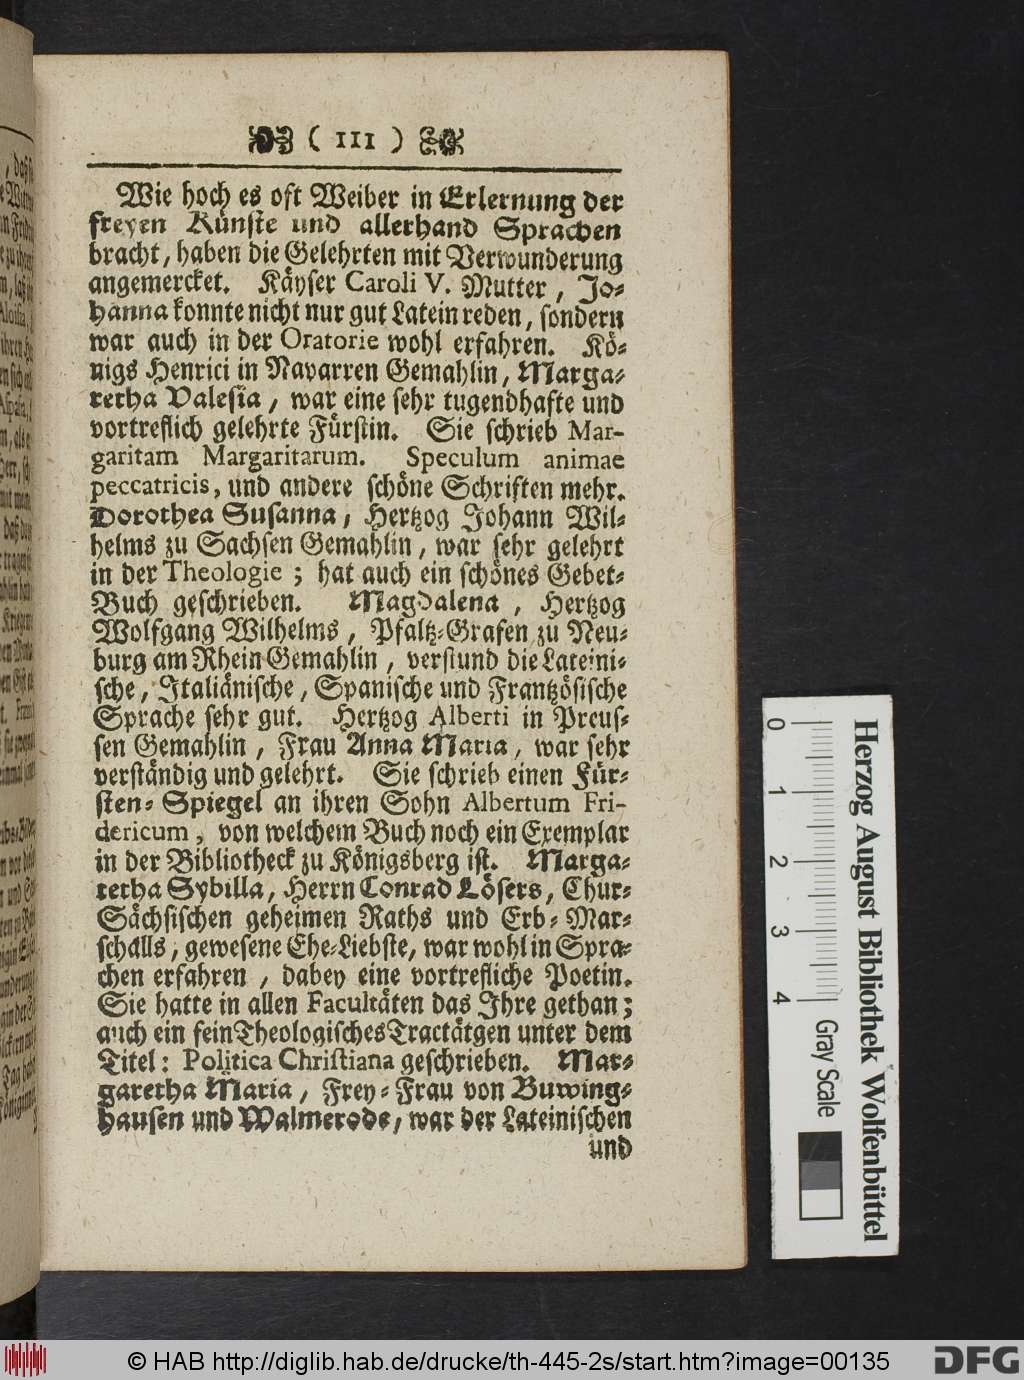 ( 111 )
Wie hoch es oft Weiber in Erlernung der
freyen Künste und allerhand Sprachen
bracht, haben die Gelehrten mit Verwunderung
angemercket. Käyser Caroli V. Mutter, Jo-
hanna konnte nicht nur gut Latein reden, sondern
war auch in der Oratorie wohl erfahren. Kö-
nigs Henrici in Navarren Gemahlin, Marga-
retha Valesia, war eine sehr tugendhafte und
vortreflich gelehrte Fürstin. Sie schrieb Mar-
garitam Margaritarum. Speculum animae
peccatricis, und andere schöne Schriften mehr.
Dorothea Susanna, Hertzog Johann Wil-
helms zu Sachsen Gemahlin, war sehr gelehrt
in der Theologie; hat auch ein schönes Gebet-
Buch geschrieben. Magdalena, Hertzog
Wolfgang Wilhelms, Pfaltz-Grafen zu Neu-
burg am Rhein Gemahlin, verstund die Lateini-
sche, Italiänische, Spanische und Frantzösische
Sprache sehr gut. Hertzog Alberti in Preus-
sen Gemahlin, Frau Anna Maria, war sehr
verständig und gelehrt. Sie schrieb einen Für-
sten-Spiegel an ihren Sohn Albertum Fri-
dericum, von welchem Buch noch ein Exemplar
in der Bibliotheck zu Königsberg ist. Marga-
retha Sybilla, Herrn Conrad Lösers, Chur-
Sächsischen geheimen Raths und Erb-Mar-
schalls, gewesene Ehe-Liebste, war wohl in Spra-
chen erfahren, dabey eine vortrefliche Poetin.
Sie hatte in allen Facultäten das Ihre gethan;
auch ein fein Theologisches Tractätgen unter dem
Titel: Politica Christiana geschrieben. Mar-
garetha Maria, Frey-Frau von Buwing-
hausen und Walmerode, war der Lateinischen
und
Herzog August Bibliothek Wolfenbüttel
0 1 2 3 4 Gray Scale
© HAB http://diglib.hab.de/drucke/th-445-2s/start.htm?image=00135
DFG